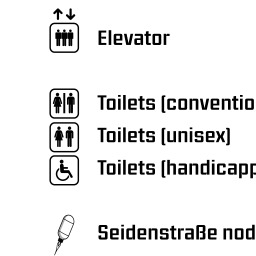 Elevator
Toilets (conventio
Toilets (unisex)
Toilets (handicapp
Seidenstraße nod